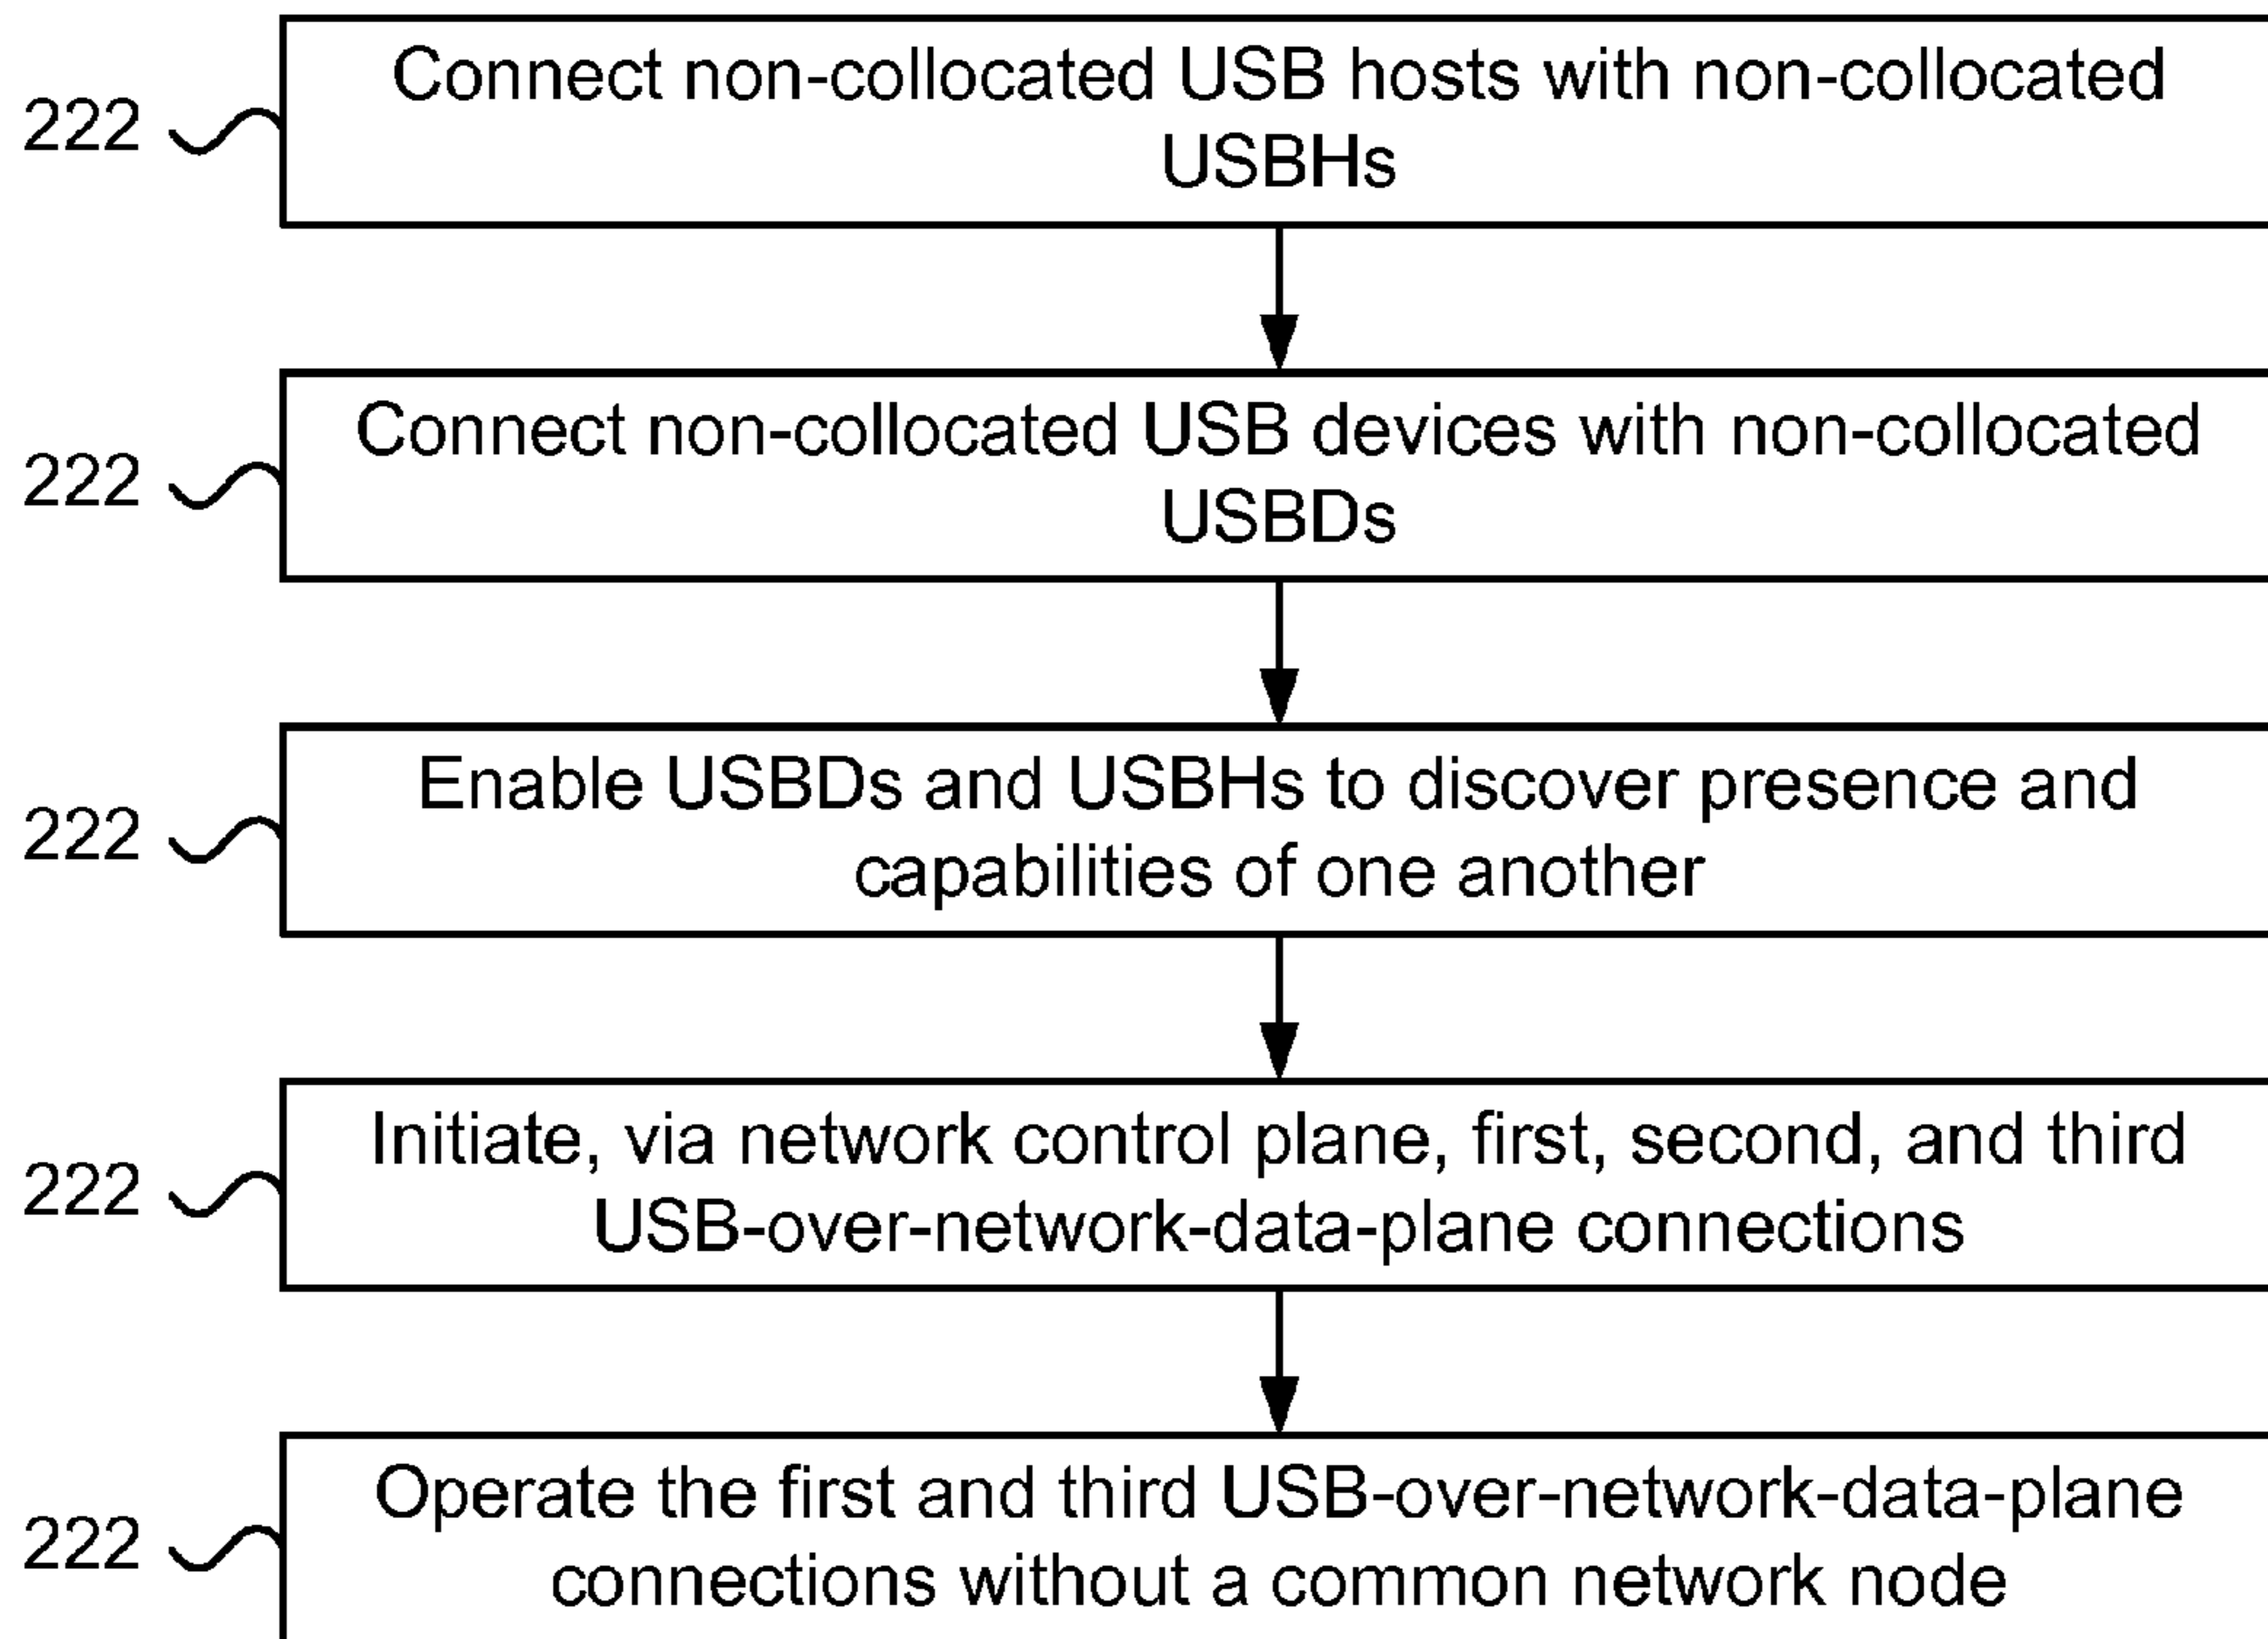 Connect non-collocated USB hosts with non-collocated
222
USBHs
Connect non-collocated USB devices with non-collocated
222
USBDs
Enable USBDs and USBHs to discover presence and
222
capabilities of one another
Initiate, via network control plane, first, second, and third
222
USB-over-network-data-plane connections
Operate the first and third USB-over-network-data-plane
222
connections without a common network node